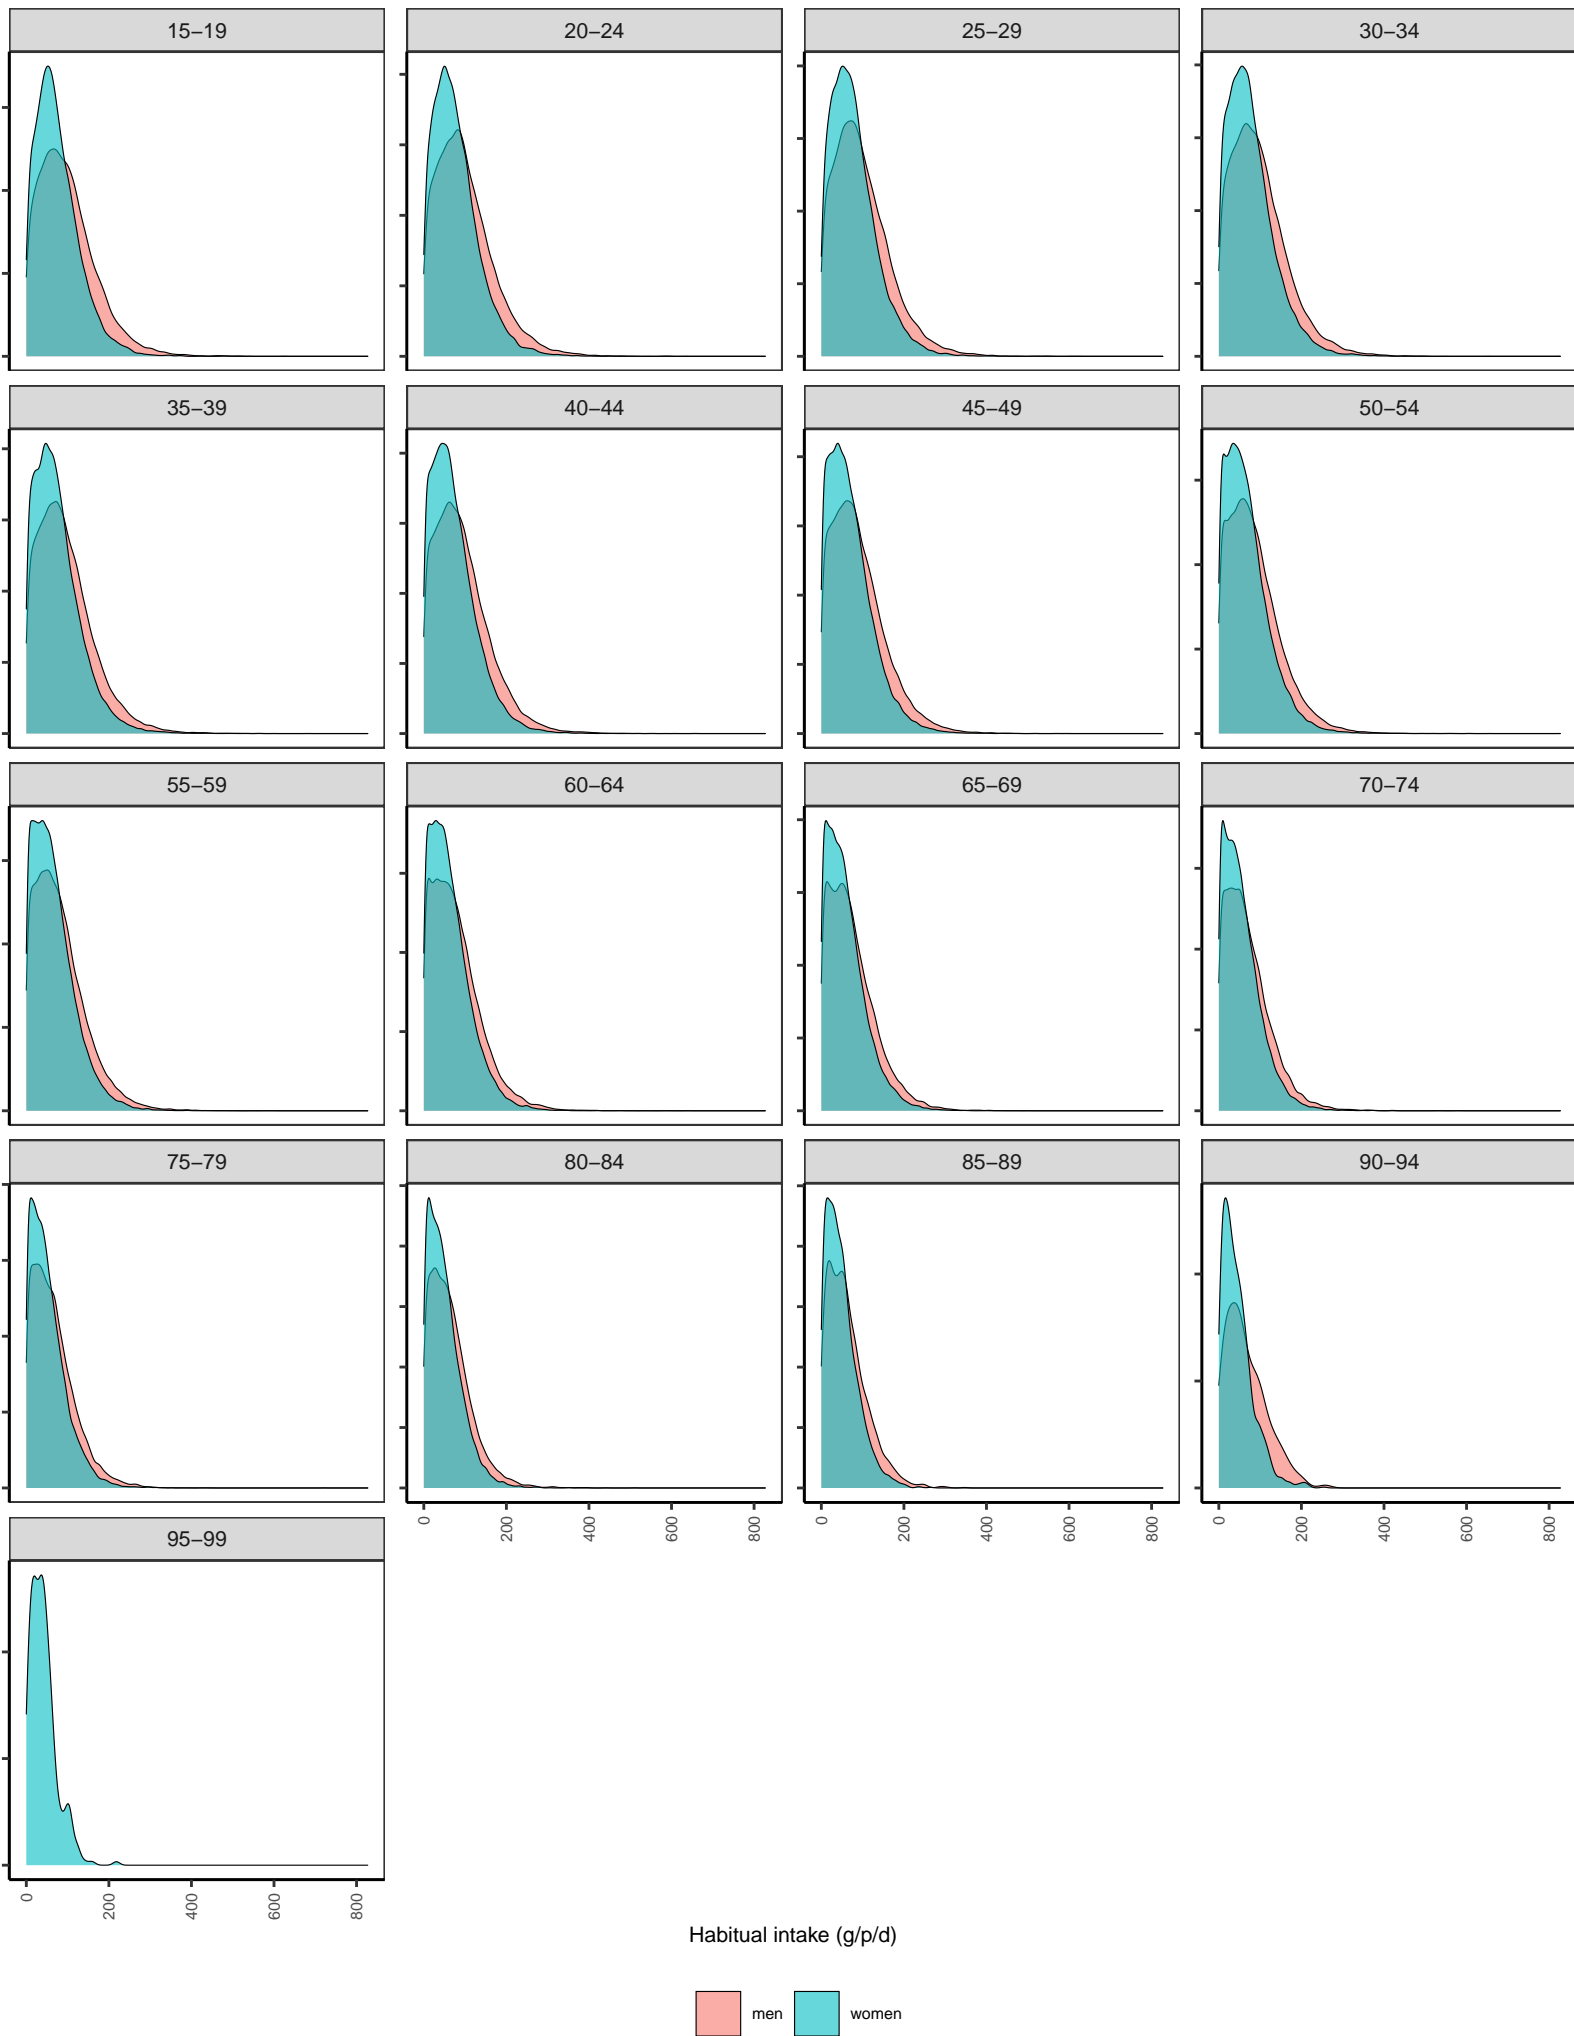 15−19 20−24 25−29 30−34
35−39 40−44 45−49 50−54
55−59 60−64 65−69 70−74
75−79 80−84 85−89 90−94
0 200 400 600 800 0 200 400 600 800 0 200 400 600 800
95−99
0 200 400 600 800
Habitual intake (g/p/d)
men women